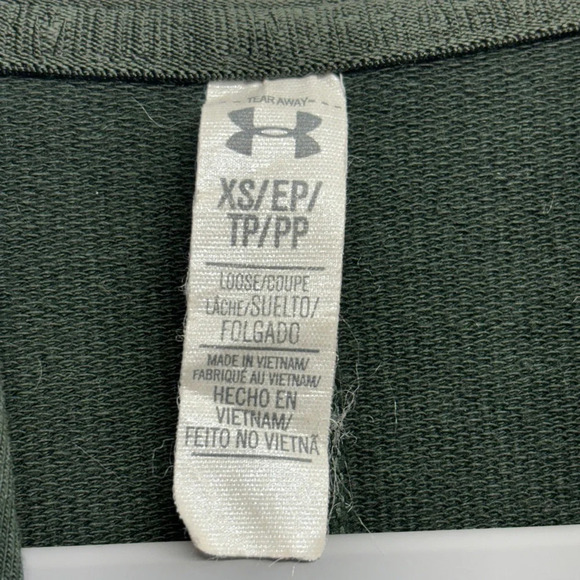 TEAR AWAY
XS/EP/
TP/PP
LOOSE/COUPE
LÂCHE/SUELTO/
FOLGADO
MADE IN VIETNAM/
FABRIQUÉ AU VIETNAM/
HECHO EN
VIETNAM/
FEITO NO VIETNÃ